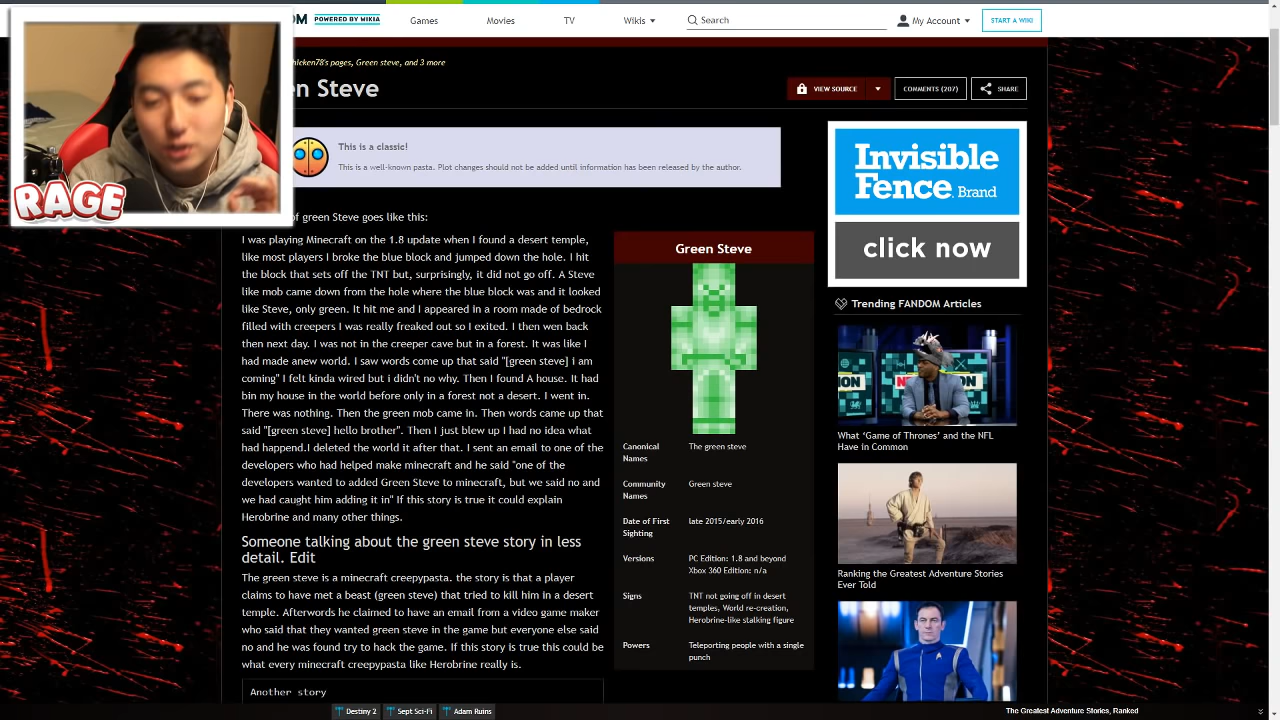 OM POWERED BY WIKIA
Games
Movies
TV
Wikis
Search
My Account
START A WIKI
hicken78's pages, Green steve, and 3 more
en Steve
VIEW SOURCE
COMMENTS (207)
SHARE
This is a classic!
This is a well-known pasta. Plot changes should not be added until information has been released by the author.
RAGE
of green Steve goes like this:
I was playing Minecraft on the 1.8 update when I found a desert temple,
like most players I broke the blue block and jumped down the hole. I hit
the block that sets off the TNT but, surprisingly, it did not go off. A Steve
like mob came down from the hole where the blue block was and it looked
like Steve, only green. It hit me and I appeared in a room made of bedrock
filled with creepers I was really freaked out so I exited. I then wen back
then next day. I was not in the creeper cave but in a forest. It was like I
had made anew world. I saw words come up that said "[green steve] I am
coming" I felt kinda wired but i didn't no why. Then I found A house. It had
bin my house in the world before only in a forest not a desert. I went in.
There was nothing. Then the green mob came in. Then words came up that
said "[green steve] hello brother". Then I just blew up I had no idea what
had happend.I deleted the world it after that. I sent an email to one of the
developers who had helped make minecraft and he said "one of the
developers wanted to added Green Steve to minecraft, but we said no and
we had caught him adding it in" If this story is true it could explain
Herobrine and many other things.
Someone talking about the green steve story in less
detail. Edit
The green steve is a minecraft creepypasta. the story is that a player
claims to have met a beast (green steve) that tried to kill him in a desert
temple. Afterwords he claimed to have an email from a video game maker
who said that they wanted green steve in the game but everyone else said
no and he was found try to hack the game. If this story is true this could be
what every minecraft creepypasta like Herobrine really is.
Another story
Green Steve
Canonical Names
The green steve
Community Names
Green steve
Date of First Sighting
late 2015/early 2016
Versions
PC Edition: 1.8 and beyond
Xbox 360 Edition: n/a
Signs
TNT not going off in desert
temples, World re-creation,
Herobrine-like stalking figure
Powers
Teleporting people with a single
punch
Invisible
Fence Brand
click now
Trending FANDOM Articles
What 'Game of Thrones' and the NFL
Have in Common
Ranking the Greatest Adventure Stories
Ever Told
Destiny 2
Sept Sci-Fi
Adam Ruins
The Greatest Adventure Stories, Ranked